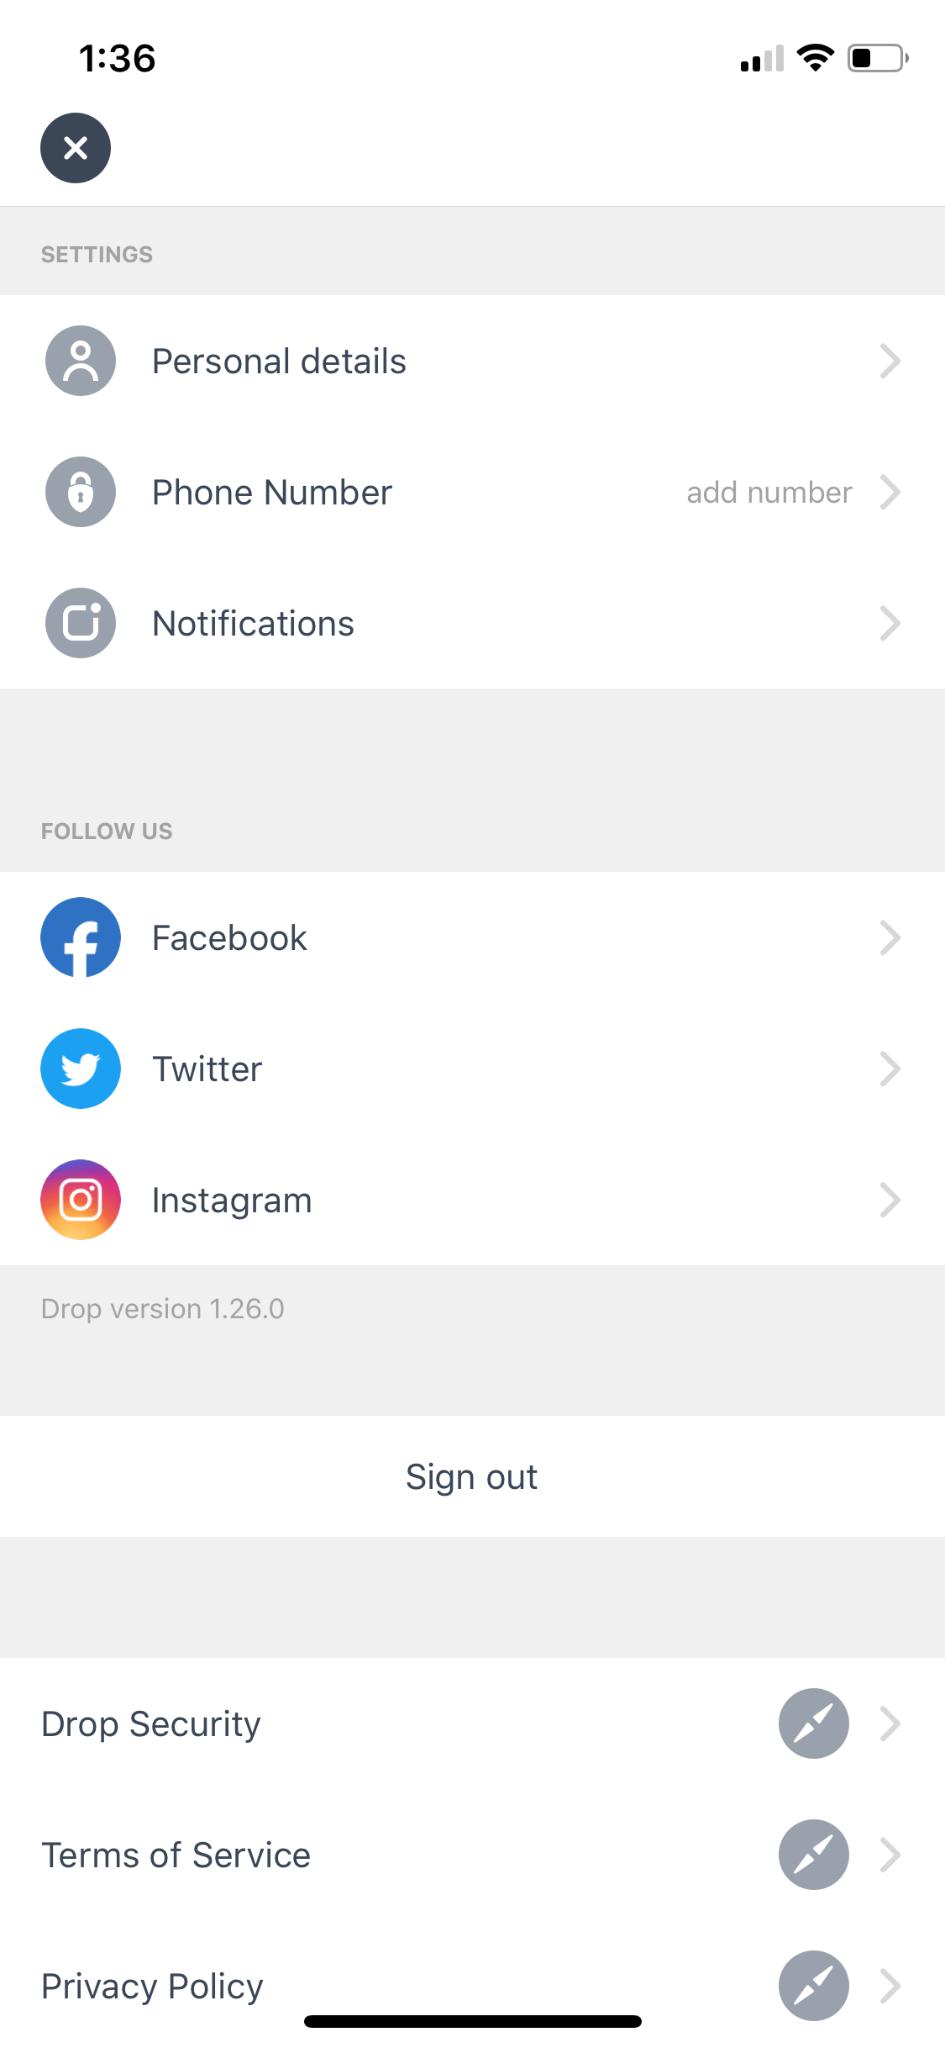 1:36
SETTINGS
Personal details
Phone Number add number
Notifications
FOLLOW US
Facebook
Twitter
Instagram
Drop version 1.26.0
Sign out
Drop Security
Terms of Service
Privacy Policy